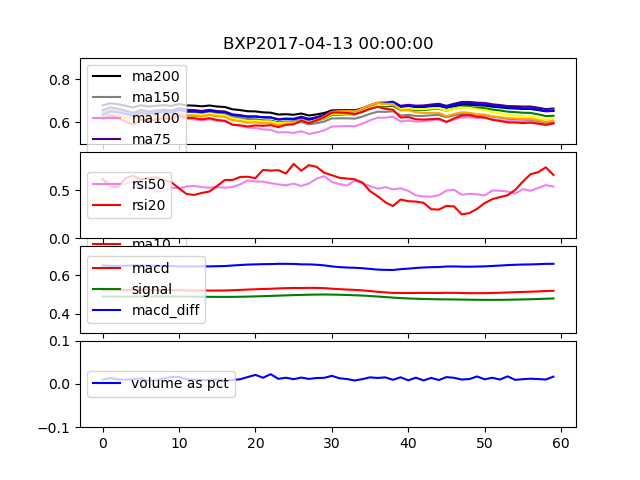 BXP2017-04-13 00:00:00
0.8
0.6
ma200
ma150
ma100
ma75
0.5
0.0
rsi50
rsi20
ma10
0.6
0.4
macd
signal
macd_diff
0.1
0.0
−0.1
volume as pct
0 10 20 30 40 50 60